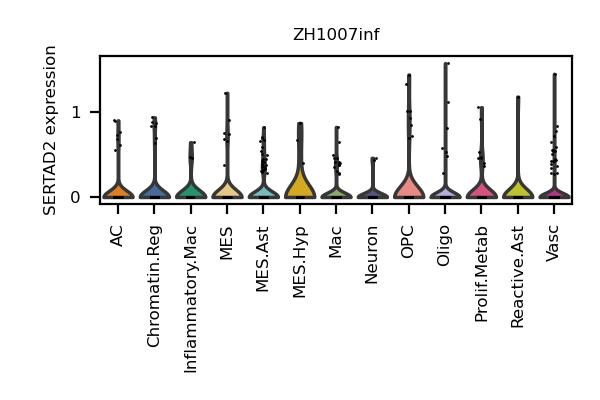 ZH1007inf
SERTAD2 expression
1
0
AC
Chromatin.Reg
Inflammatory.Mac
MES
MES.Ast
MES.Hyp
Mac
Neuron
OPC
Oligo
Prolif.Metab
Reactive.Ast
Vasc